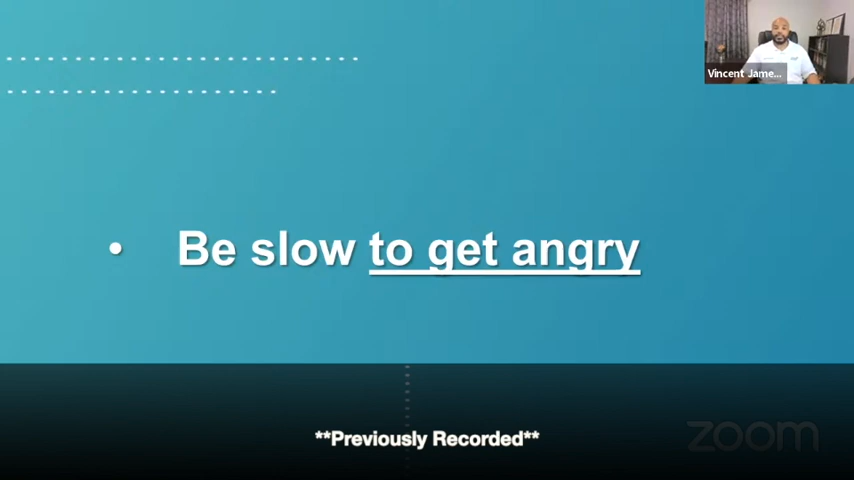 Vincent Jame...
• Be slow to get angry
**Previously Recorded**
zoom